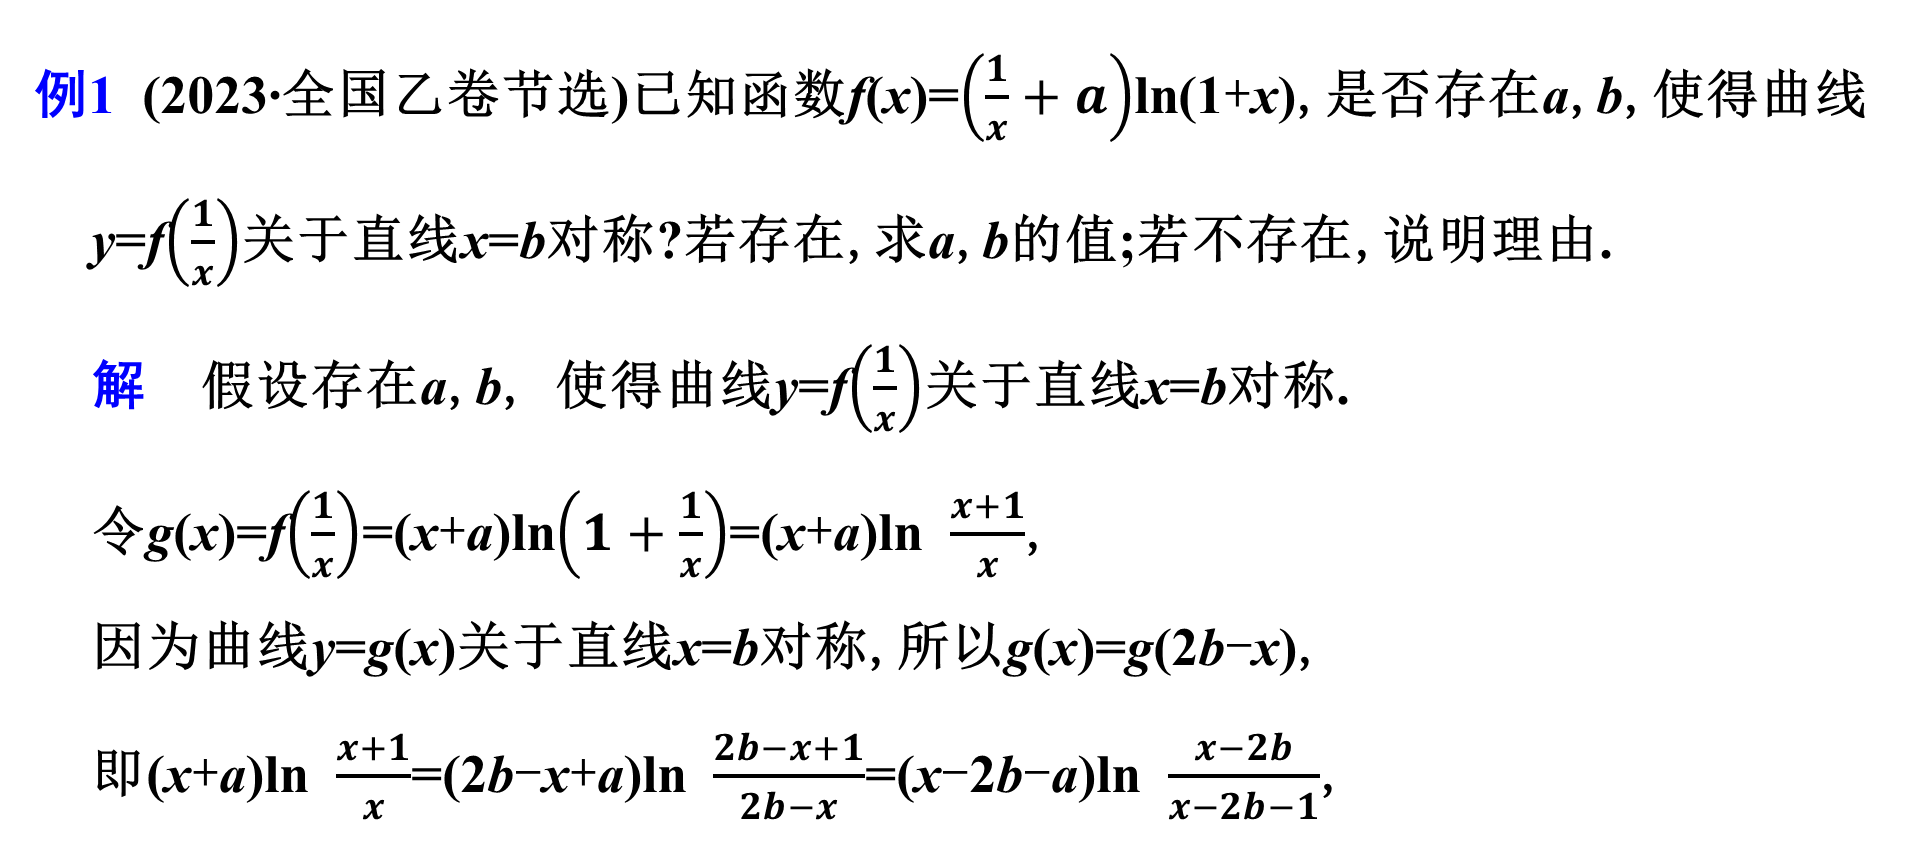 例1 (2023·全国乙卷节选)已知函数f(x)=(1/x + a)ln(1+x),是否存在a,b,使得曲线
y=f(1/x)关于直线x=b对称?若存在,求a,b的值;若不存在,说明理由.
解 假设存在a,b, 使得曲线y=f(1/x)关于直线x=b对称.
令g(x)=f(1/x)=(x+a)ln(1 + 1/x)=(x+a)ln (x+1)/x,
因为曲线y=g(x)关于直线x=b对称,所以g(x)=g(2b−x),
即(x+a)ln (x+1)/x=(2b−x+a)ln (2b−x+1)/(2b−x)=(x−2b−a)ln (x−2b)/(x−2b−1),